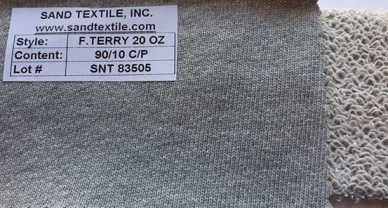 SAND TEXTILE, INC.
www.sandtextile.com
Style: F.TERRY 20 OZ
Content: 90/10 C/P
Lot # SNT 83505